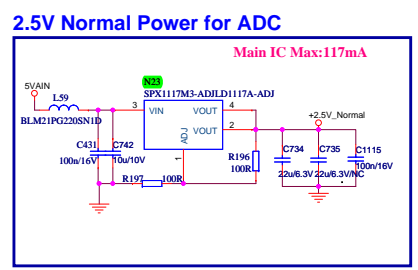 2.5V Normal Power for ADC
Main IC Max:117mA
N23
SPX1117M3-ADJLD1117A-ADJ
5VAIN
L59
BLM21PG220SN1D
3
VIN
VOUT
4
VOUT
2
ADJ
1
+2.5V_Normal
C431
100n/16V
C742
10u/10V
R197
100R
R196
100R
C734
22u/6.3V
C735
22u/6.3V/NC
C1115
100n/16V